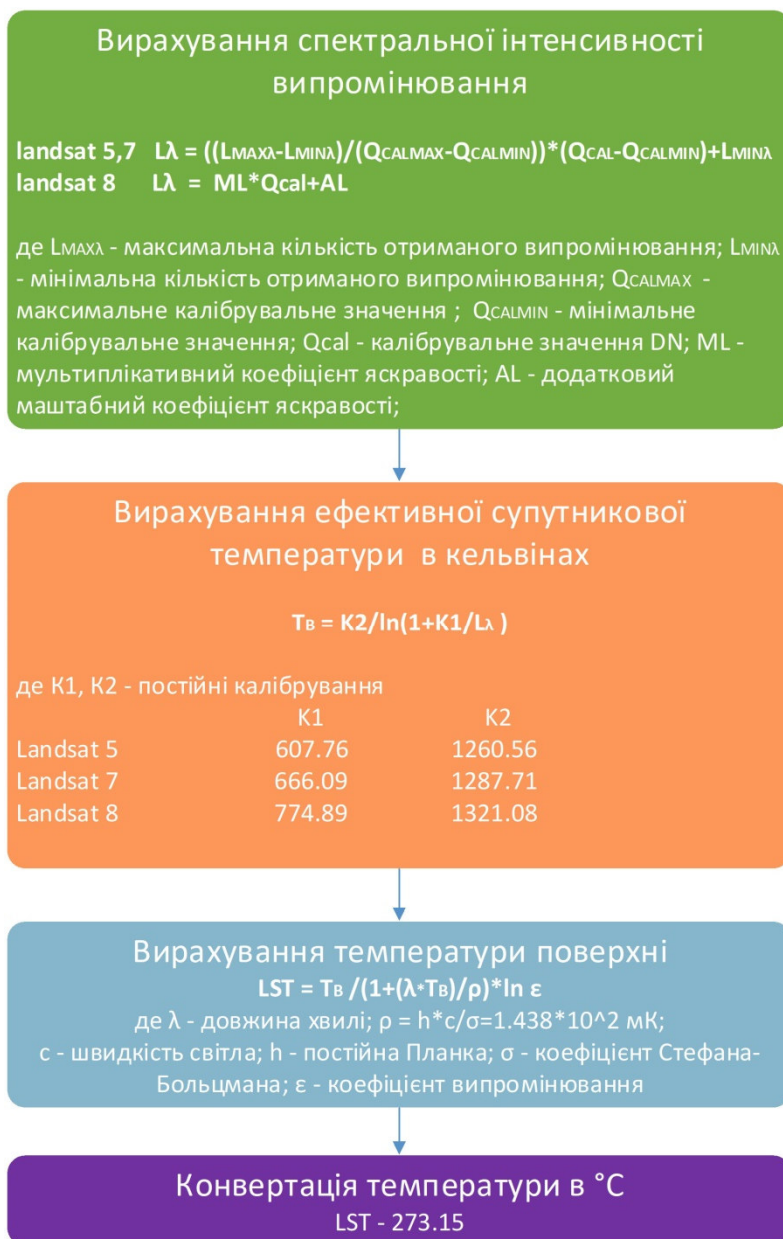 Вирахування спектральної інтенсивності
випромінювання
landsat 5,7 Lλ = ((LMAXλ-LMINλ)/(QCALMAX-QCALMIN))*(QCAL-QCALMIN)+LMINλ
landsat 8 Lλ = ML*Qcal+AL
де LMAXλ - максимальна кількість отриманого випромінювання; LMINλ
- мінімальна кількість отриманого випромінювання; QCALMAX -
максимальне калібрувальне значення ; QCALMIN - мінімальне
калібрувальне значення; Qcal - калібрувальне значення DN; ML -
мультиплікативний коефіцієнт яскравості; AL - додатковий
маштабний коефіцієнт яскравості;
Вирахування ефективної супутникової
температури в кельвінах
TB = K2/ln(1+K1/Lλ )
де К1, К2 - постійні калібрування
K1 K2
Landsat 5 607.76 1260.56
Landsat 7 666.09 1287.71
Landsat 8 774.89 1321.08
Вирахування температури поверхні
LST = TB /(1+(λ*TB)/ρ)*ln ε
де λ - довжина хвилі; ρ = h*c/σ=1.438*10^2 мК;
c - швидкість світла; h - постійна Планка; σ - коефіцієнт Стефана-
Больцмана; ε - коефіцієнт випромінювання
Конвертація температури в °C
LST - 273.15